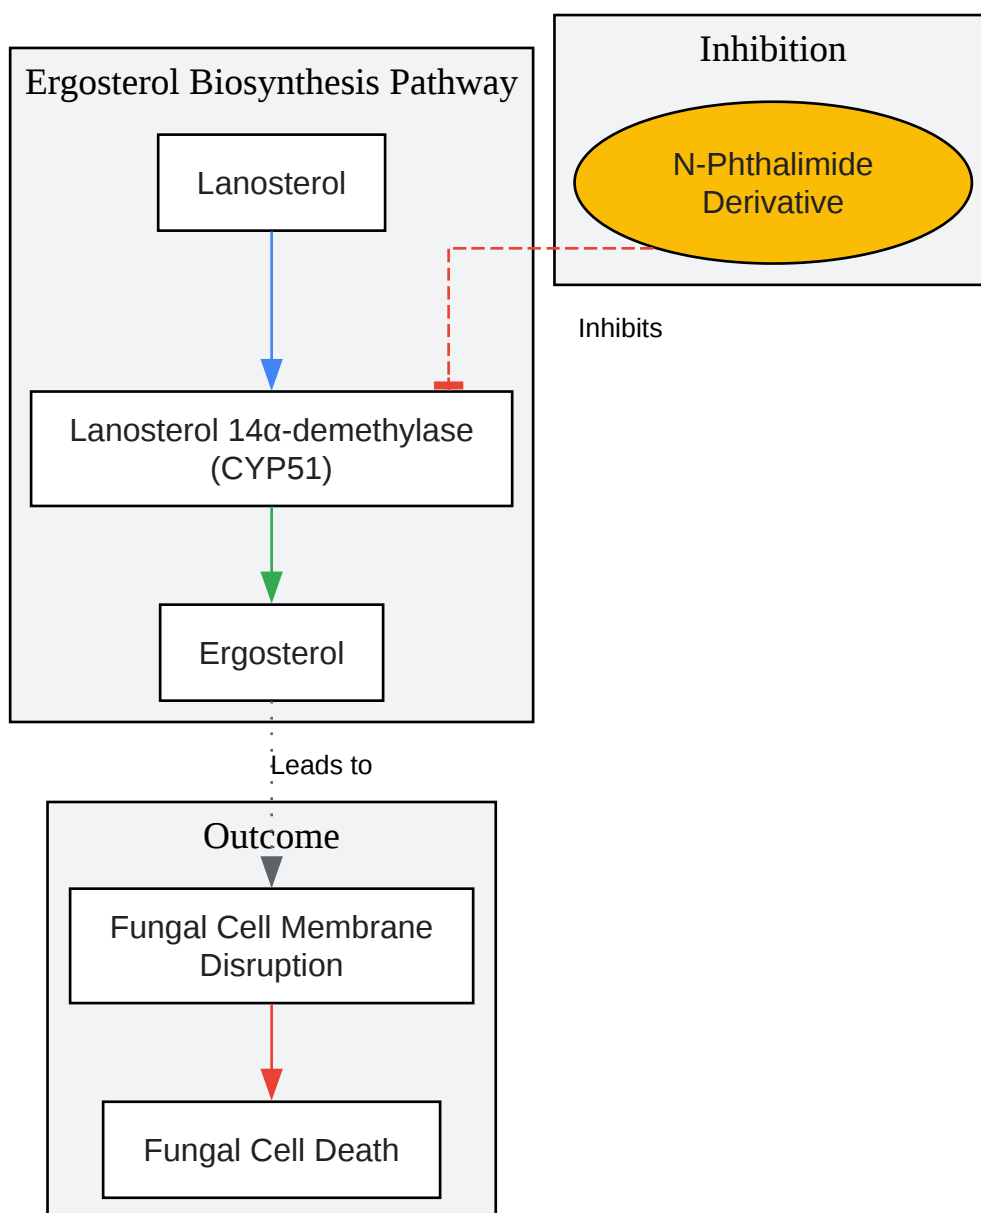 Inhibition
Ergosterol Biosynthesis Pathway
N-Phthalimide
Derivative
Lanosterol
Inhibits
Lanosterol 14α-demethylase
(CYP51)
Ergosterol
Leads to
Outcome
Fungal Cell Membrane
Disruption
Fungal Cell Death